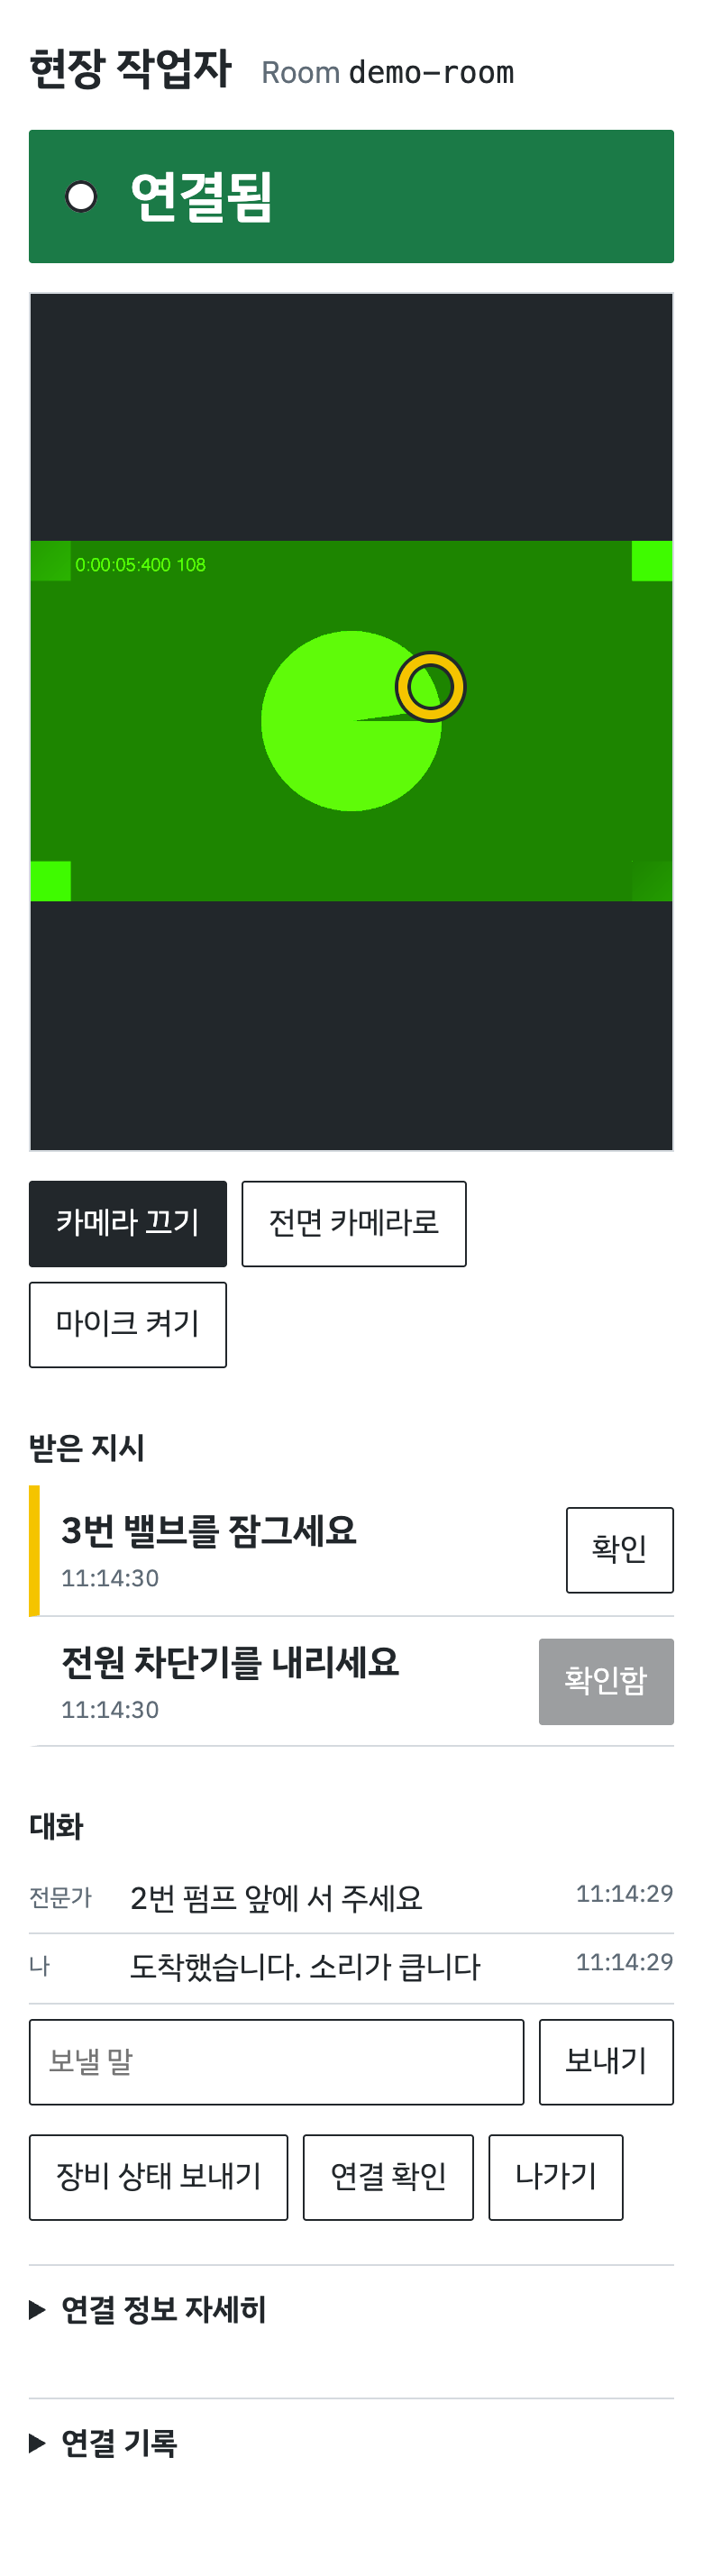 현장 작업자 Room demo-room
연결됨
0:00:05:400 108
카메라 끄기 전면 카메라로
마이크 켜기
받은 지시
3번 밸브를 잠그세요 확인
11:14:30
전원 차단기를 내리세요 확인함
11:14:30
대화
전문가 2번 펌프 앞에 서 주세요 11:14:29
나 도착했습니다. 소리가 큽니다 11:14:29
보낼 말 보내기
장비 상태 보내기 연결 확인 나가기
▶ 연결 정보 자세히
▶ 연결 기록